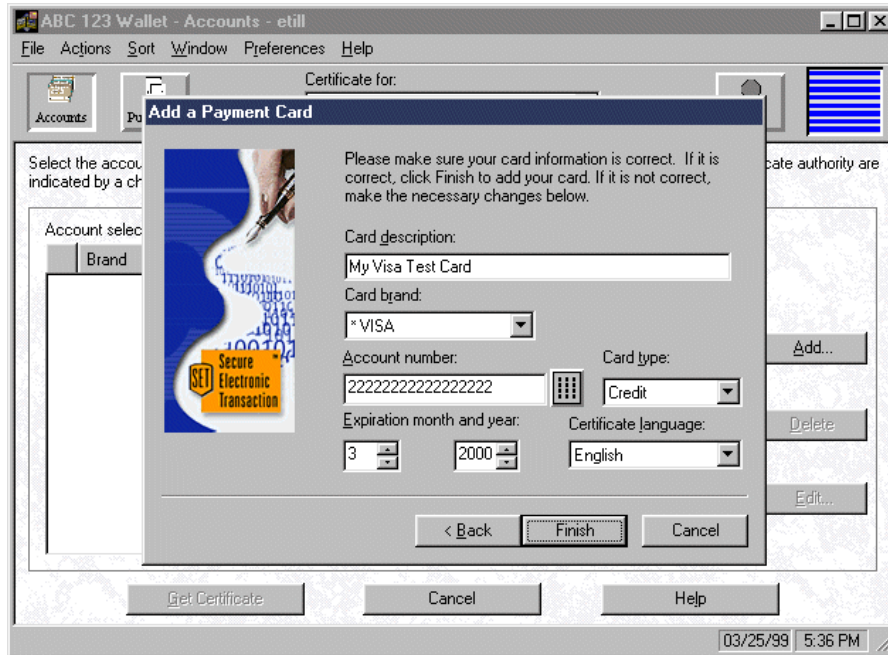 ABC 123 Wallet - Accounts - etill
File Actions Sort Window Preferences Help
Certificate for:
Accounts
Pu
Add a Payment Card
Select the accou
cate authority are
indicated by a ch
Please make sure your card information is correct. If it is
correct, click Finish to add your card. If it is not correct,
make the necessary changes below.
Account selec
Brand
Card description:
My Visa Test Card
Card brand:
* VISA
Account number:
Card type:
22222222222222222
Credit
Expiration month and year:
Certificate language:
3
2000
English
SET
Secure
Electronic
Transaction
TM
Add...
Delete
Edit...
< Back
Finish
Cancel
Get Certificate
Cancel
Help
03/25/99
5:36 PM